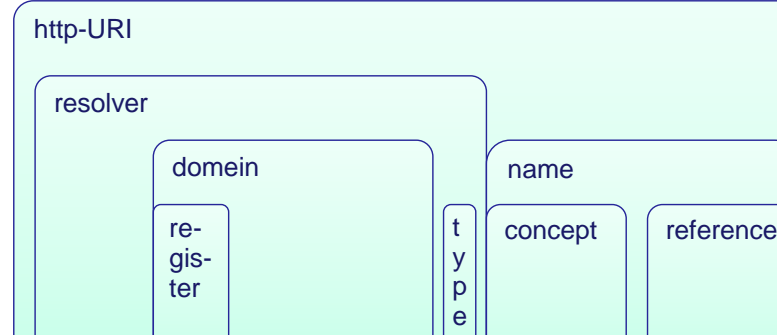 http-URI
resolver
domein
name
re-
gis-
ter
t
y
p
e
concept
reference